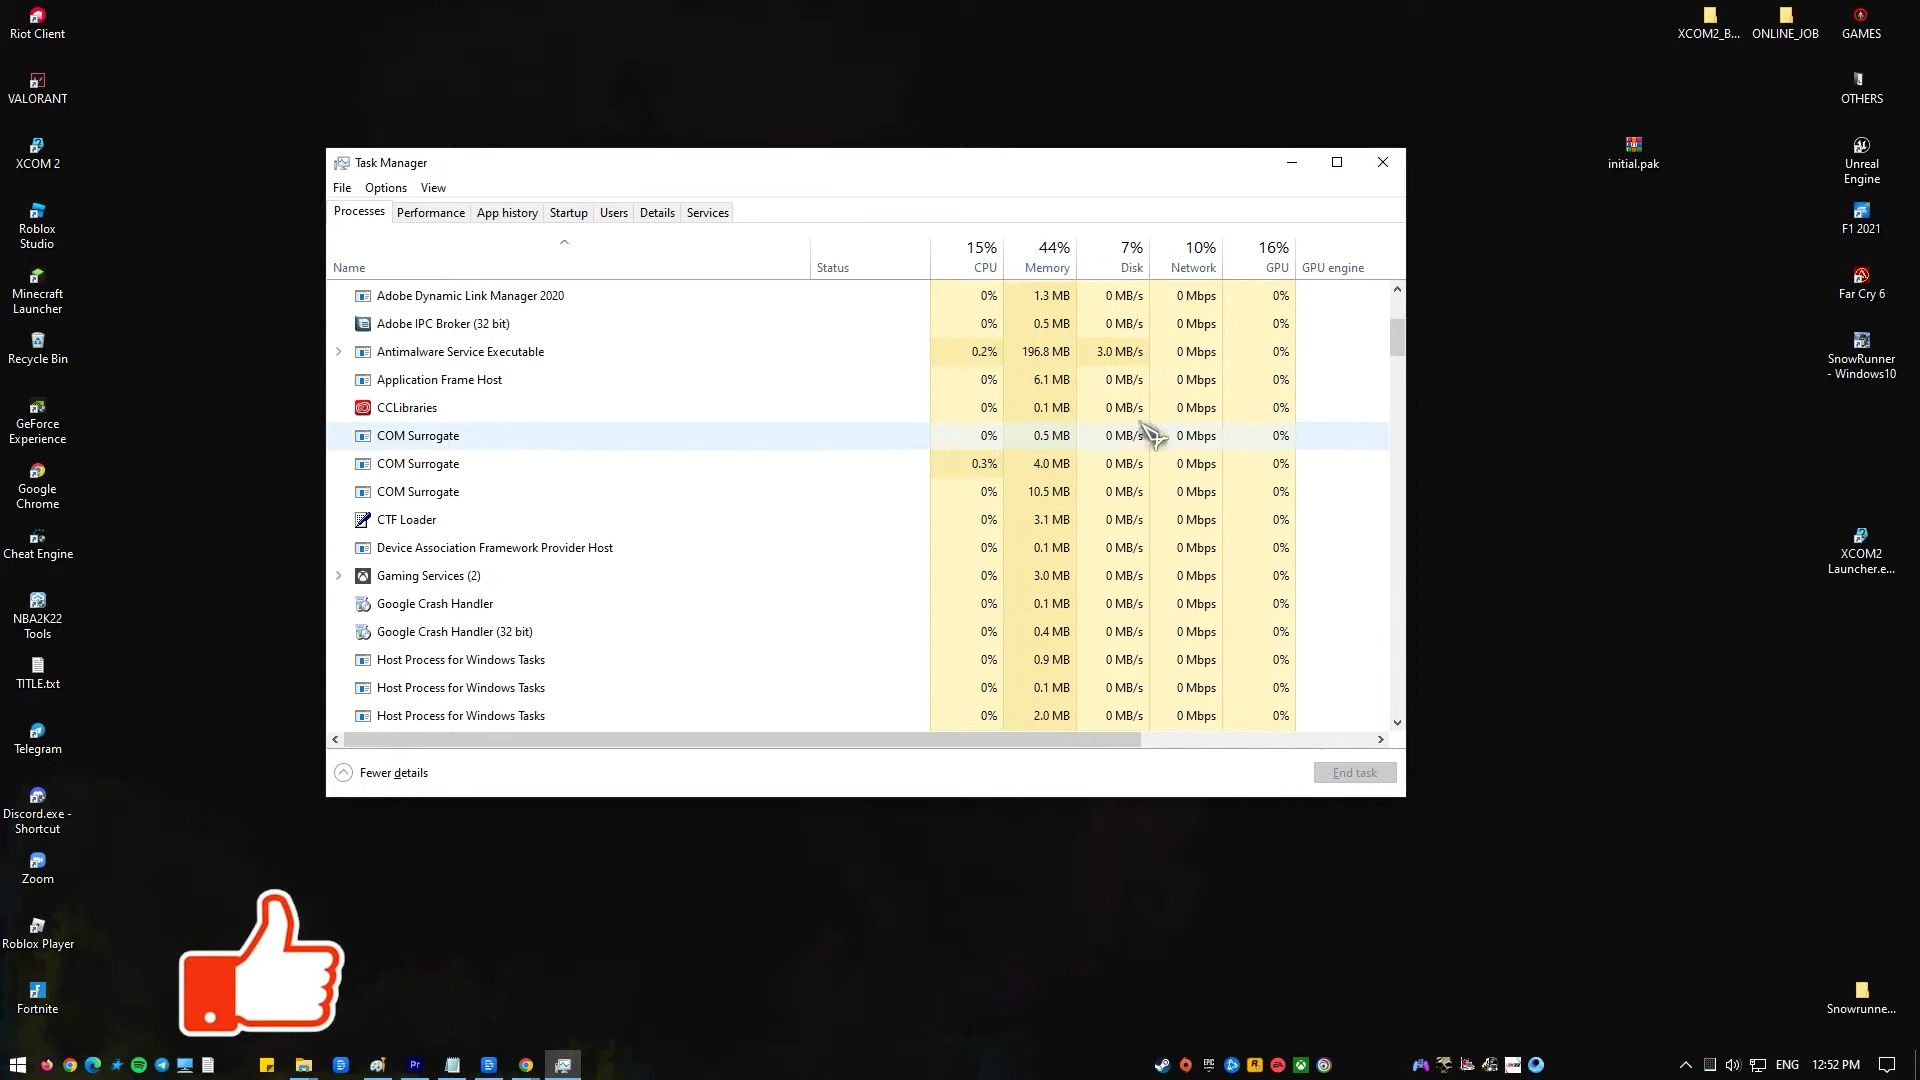 Riot Client
VALORANT
XCOM 2
Roblox
Studio
Minecraft
Launcher
Recycle Bin
GeForce
Experience
Google
Chrome
Cheat Engine
NBA2K22
Tools
TITLE.txt
Telegram
Discord.exe -
Shortcut
Zoom
Roblox Player
Fortnite
XCOM2_B... ONLINE_JOB GAMES
OTHERS
initial.pak
Unreal
Engine
F1 2021
Far Cry 6
SnowRunner
- Windows10
XCOM2
Launcher.e...
Snowrunne...
Task Manager
File Options View
Processes Performance App history Startup Users Details Services
15% 44% 7% 10% 16%
Name Status CPU Memory Disk Network GPU GPU engine
Adobe Dynamic Link Manager 2020 0% 1.3 MB 0 MB/s 0 Mbps 0%
Adobe IPC Broker (32 bit) 0% 0.5 MB 0 MB/s 0 Mbps 0%
Antimalware Service Executable 0.2% 196.8 MB 3.0 MB/s 0 Mbps 0%
Application Frame Host 0% 6.1 MB 0 MB/s 0 Mbps 0%
CCLibraries 0% 0.1 MB 0 MB/s 0 Mbps 0%
COM Surrogate 0% 0.5 MB 0 MB/s 0 Mbps 0%
COM Surrogate 0.3% 4.0 MB 0 MB/s 0 Mbps 0%
COM Surrogate 0% 10.5 MB 0 MB/s 0 Mbps 0%
CTF Loader 0% 3.1 MB 0 MB/s 0 Mbps 0%
Device Association Framework Provider Host 0% 0.1 MB 0 MB/s 0 Mbps 0%
Gaming Services (2) 0% 3.0 MB 0 MB/s 0 Mbps 0%
Google Crash Handler 0% 0.1 MB 0 MB/s 0 Mbps 0%
Google Crash Handler (32 bit) 0% 0.4 MB 0 MB/s 0 Mbps 0%
Host Process for Windows Tasks 0% 0.9 MB 0 MB/s 0 Mbps 0%
Host Process for Windows Tasks 0% 0.1 MB 0 MB/s 0 Mbps 0%
Host Process for Windows Tasks 0% 2.0 MB 0 MB/s 0 Mbps 0%
Fewer details End task
Pr EPIC R EA ENG 12:52 PM